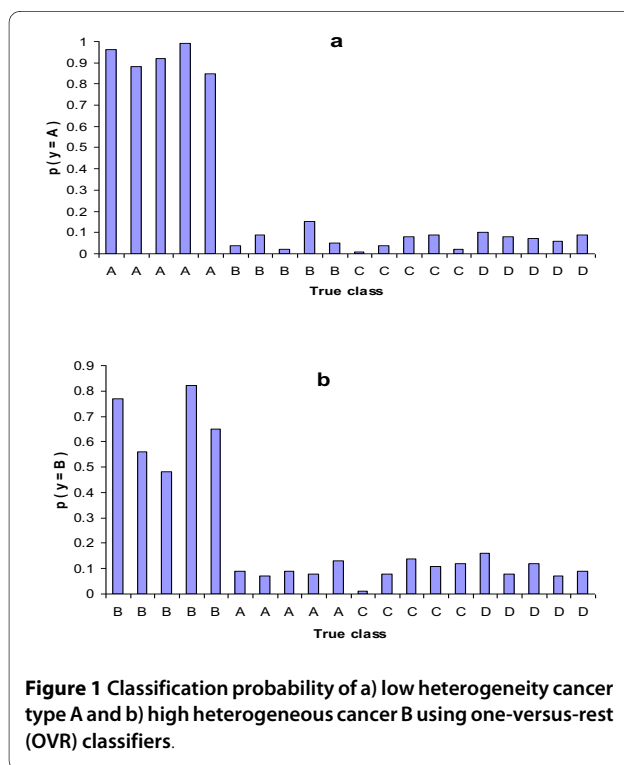 a
1
0.9
0.8
0.7
0.6
0.5
0.4
0.3
0.2
0.1
0
p ( y = A )
A A A A A B B B B B C C C C C D D D D D
True class
b
0.9
0.8
0.7
0.6
0.5
0.4
0.3
0.2
0.1
0
p ( y = B )
B B B B B A A A A A C C C C C D D D D D
True class
Figure 1 Classification probability of a) low heterogeneity cancer
type A and b) high heterogeneous cancer B using one-versus-rest
(OVR) classifiers.